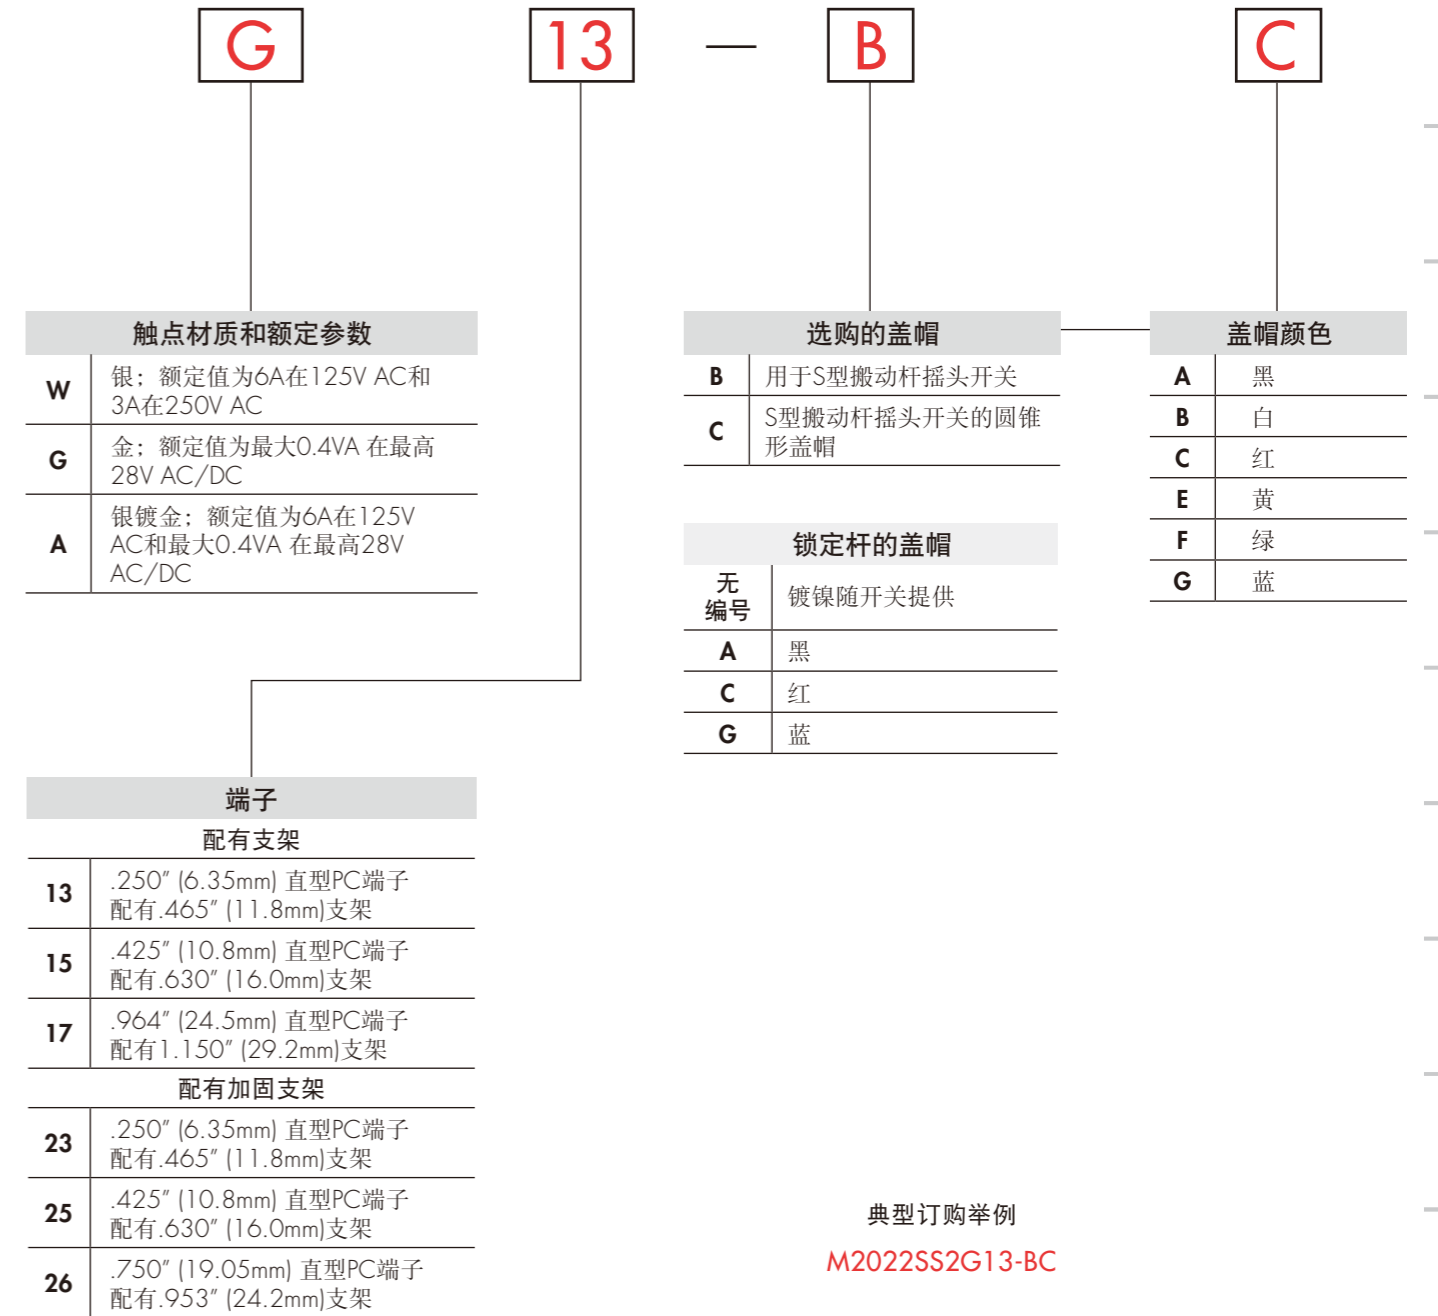 G 13 — B C
触点材质和额定参数
W 银；额定值为6A在125V AC和
3A在250V AC
G 金；额定值为最大0.4VA 在最高
28V AC/DC
A 银镀金；额定值为6A在125V
AC和最大0.4VA 在最高28V
AC/DC
选购的盖帽
B 用于S型搬动杆摇头开关
C S型搬动杆摇头开关的圆锥
形盖帽
盖帽颜色
A 黑
B 白
C 红
E 黄
F 绿
G 蓝
锁定杆的盖帽
无
编号 镀镍随开关提供
A 黑
C 红
G 蓝
端子
配有支架
13 .250" (6.35mm) 直型PC端子
配有.465" (11.8mm)支架
15 .425" (10.8mm) 直型PC端子
配有.630" (16.0mm)支架
17 .964" (24.5mm) 直型PC端子
配有1.150" (29.2mm)支架
配有加固支架
23 .250" (6.35mm) 直型PC端子
配有.465" (11.8mm)支架
25 .425" (10.8mm) 直型PC端子
配有.630" (16.0mm)支架
26 .750" (19.05mm) 直型PC端子
配有.953" (24.2mm)支架
典型订购举例
M2022SS2G13-BC